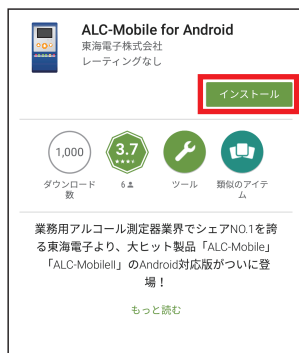 ALC-Mobile for Android
東海電子株式会社
レーティングなし
インストール
1,000
3.7
ダウンロード
数
6
ツール
類似のアイテ
ム
業務用アルコール測定器業界でシェアNO.1を誇
る東海電子より、大ヒット製品「ALC-Mobile」
「ALC-MobileII」のAndroid対応版がついに登
場！
もっと読む